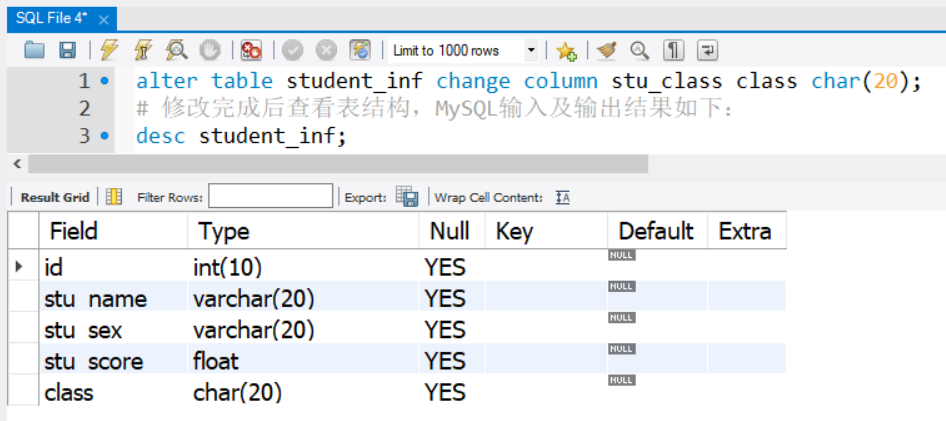 SQL File 4*
Limit to 1000 rows
1 alter table student_inf change column stu_class class char(20);
2 # 修改完成后查看表结构，MySQL输入及输出结果如下：
3 desc student_inf;
Result Grid Filter Rows: Export: Wrap Cell Content: IA
Field Type Null Key Default Extra
id int(10) YES NULL
stu_name varchar(20) YES NULL
stu_sex varchar(20) YES NULL
stu_score float YES NULL
class char(20) YES NULL